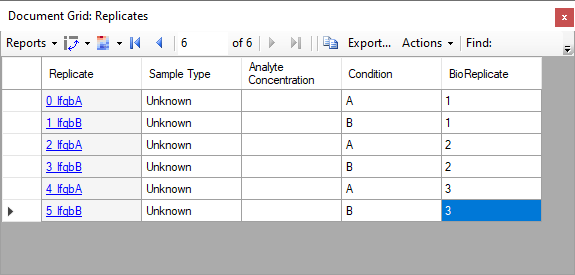 Document Grid: Replicates x
Reports 6 of 6 Export... Actions Find:
Replicate Sample Type Analyte Concentration Condition BioReplicate
0_lfqbA Unknown A 1
1_lfqbB Unknown B 1
2_lfqbA Unknown A 2
3_lfqbB Unknown B 2
4_lfqbA Unknown A 3
5_lfqbB Unknown B 3